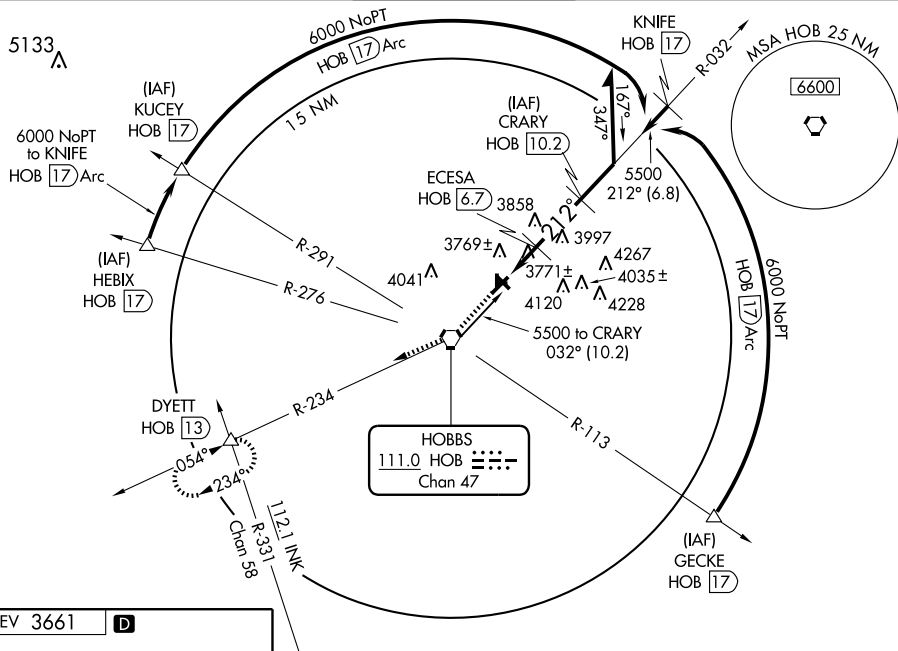 5133
6000 NoPT
HOB 17 Arc
15 NM
KNIFE
HOB 17
R-032
MSA HOB 25 NM
6600
(IAF)
KUCEY
HOB 17
6000 NoPT
to KNIFE
HOB 17 Arc
(IAF)
HEBIX
HOB 17
R-291
R-276
(IAF)
CRARY
HOB 10.2
347°
167°
5500
212° (6.8)
ECESA
HOB 6.7
212°
3858
3769±
3997
3771±
4267
4035±
4041
4120
4228
5500 to CRARY
032° (10.2)
6000 NoPT
HOB 17 Arc
DYETT
HOB 13
R-234
054°
234°
HOBBS
111.0 HOB
Chan 47
R-113
112.1 INK
Chan 58
R-331
(IAF)
GECKE
HOB 17
EV 3661 D